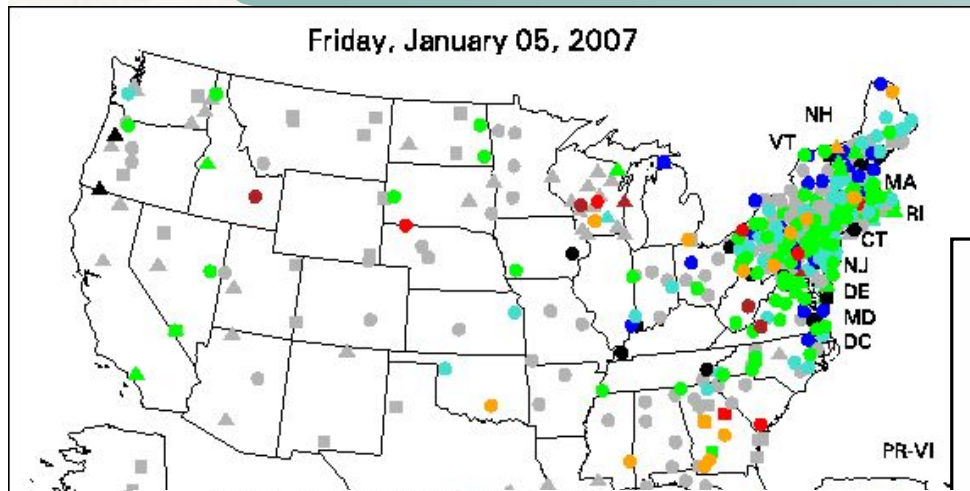 Friday, January 05, 2007
NH
VT
MA
RI
CT
NJ
DE
MD
DC
PR-VI